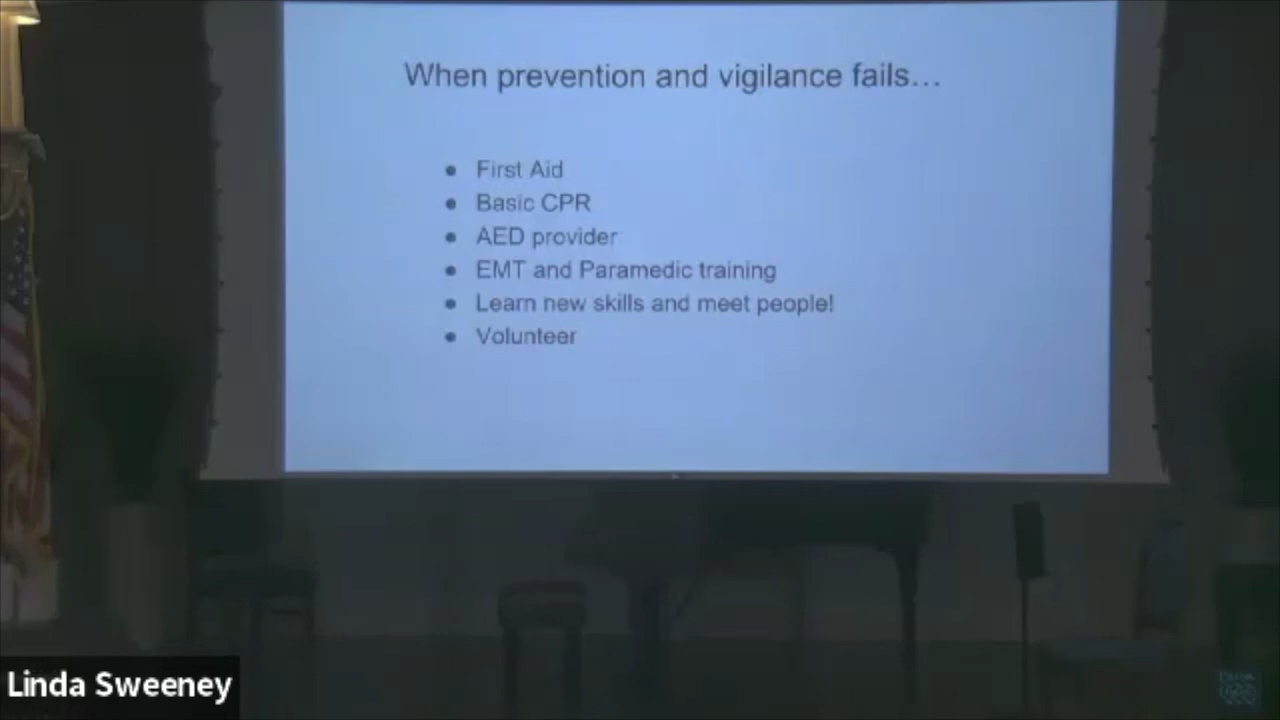 When prevention and vigilance fails…
● First Aid
● Basic CPR
● AED provider
● EMT and Paramedic training
● Learn new skills and meet people!
● Volunteer
Linda Sweeney